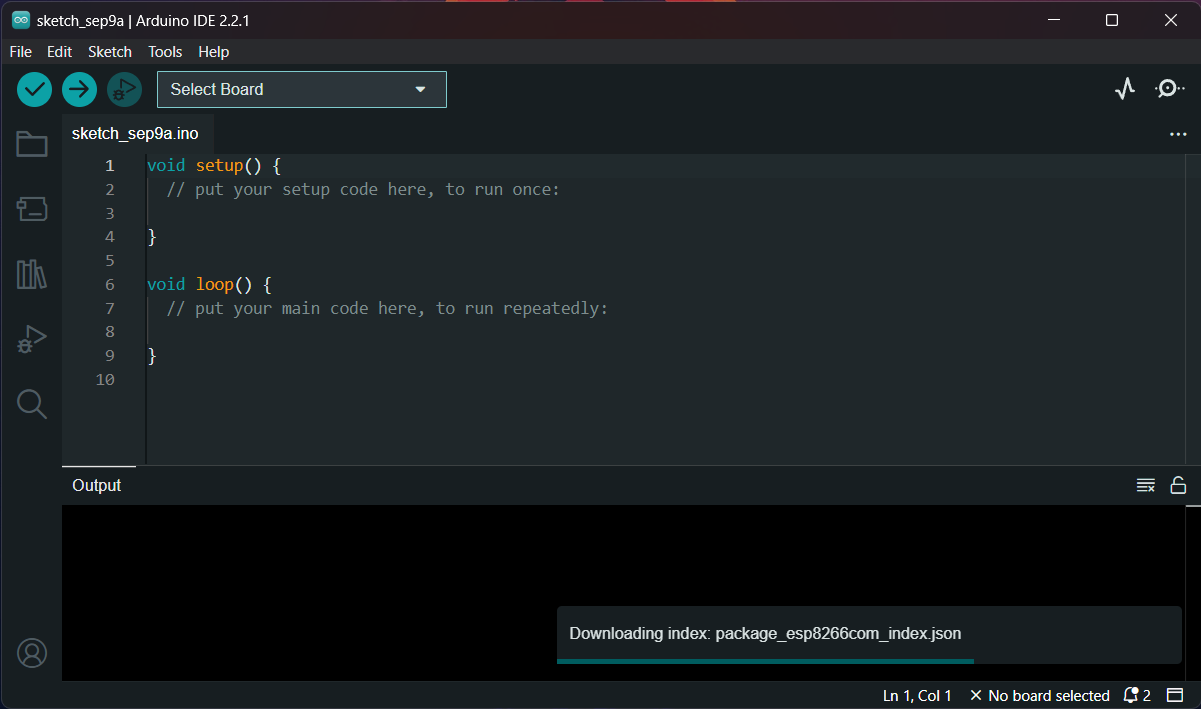 sketch_sep9a | Arduino IDE 2.2.1
File Edit Sketch Tools Help
Select Board
sketch_sep9a.ino
1 void setup() {
2 // put your setup code here, to run once:
3
4 }
5
6 void loop() {
7 // put your main code here, to run repeatedly:
8
9 }
10
Output
Downloading index: package_esp8266com_index.json
Ln 1, Col 1 No board selected 2